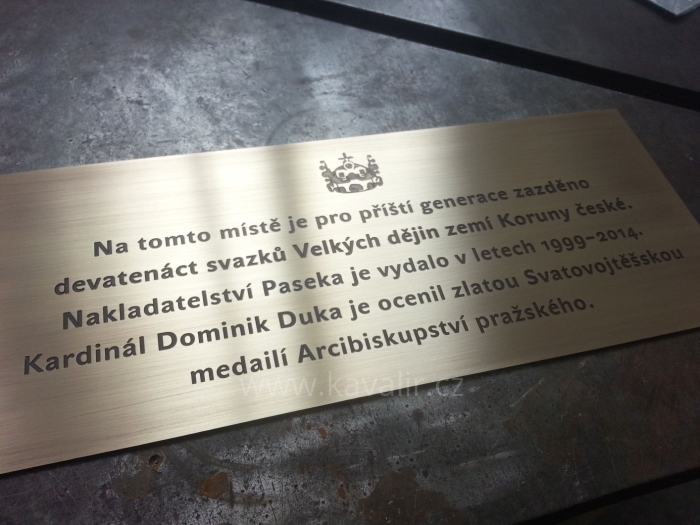 Na tomto místě je pro příští generace zazděno
devatenáct svazků Velkých dějin zemí Koruny české.
Nakladatelství Paseka je vydalo v letech 1999–2014.
Kardinál Dominik Duka je ocenil zlatou Svatovojtěšskou
medailí Arcibiskupství pražského.
www.kavalir.cz